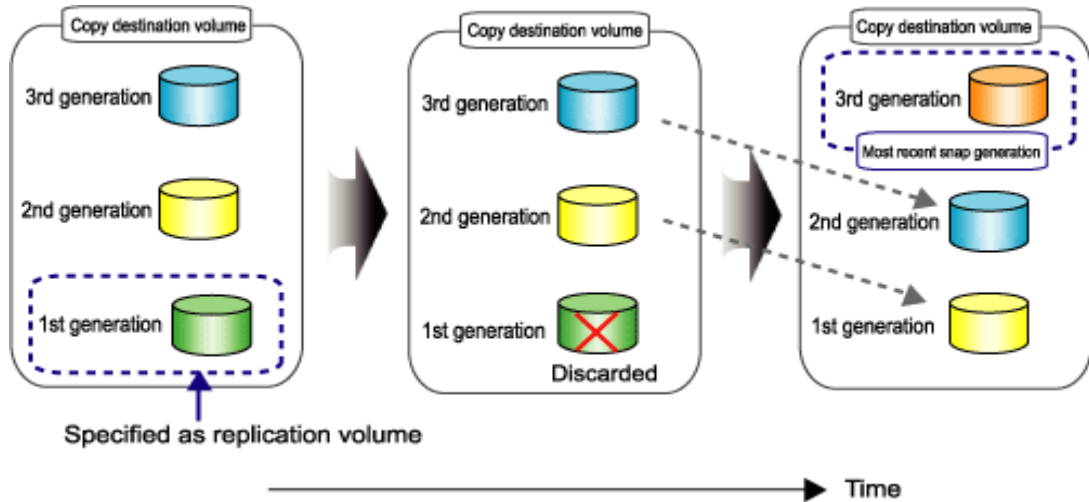 Copy destination volume
3rd generation
2nd generation
1st generation
Specified as replication volume
Copy destination volume
3rd generation
2nd generation
1st generation
Discarded
Copy destination volume
3rd generation
Most recent snap generation
2nd generation
1st generation
Time